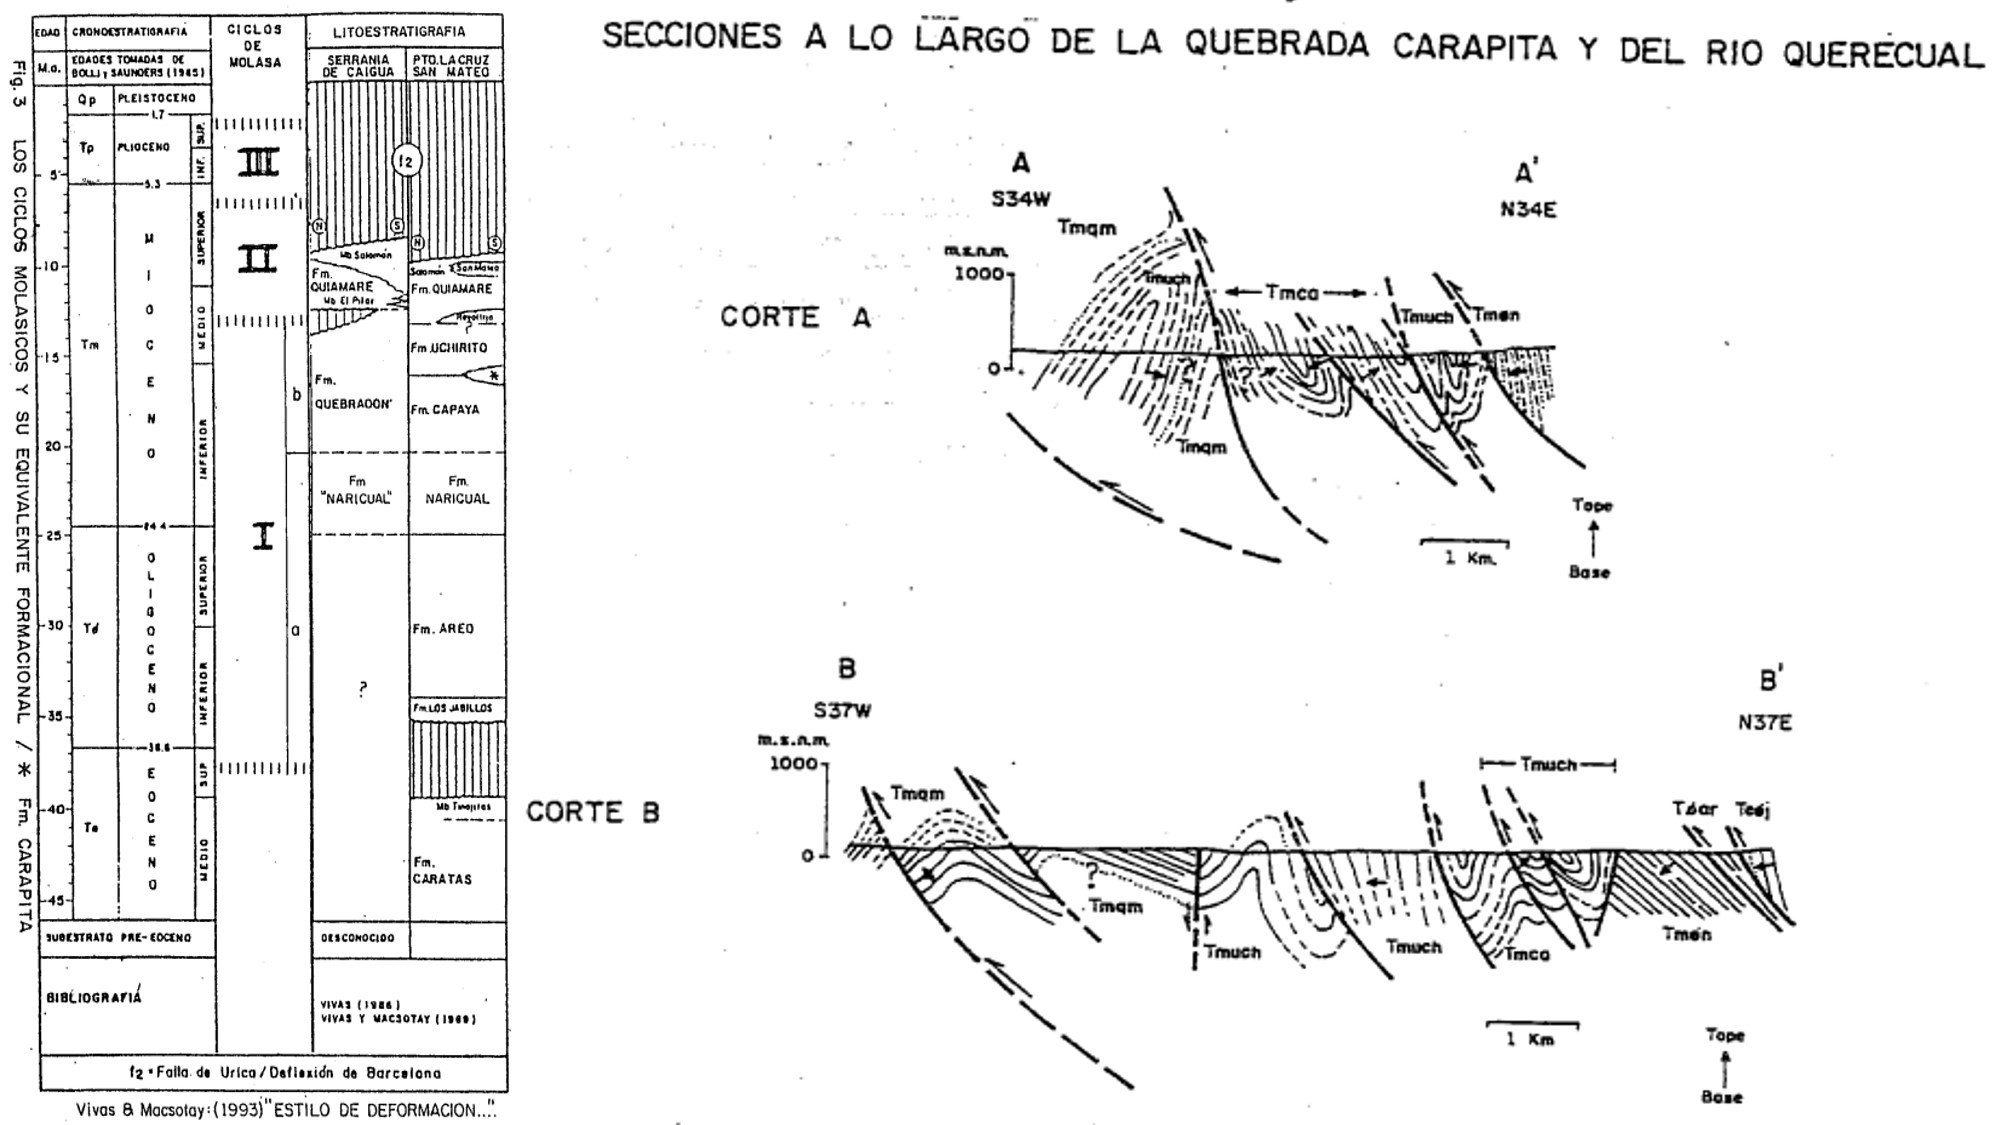 Fig. 3 LOS CICLOS MOLASICOS Y SU EQUIVALENTE FORMACIONAL / * Fm. CARAPITA
EDAD
CRONOESTRATIGRAFIA
CICLOS
DE
MOLASA
LITOESTRATIGRAFIA
M.a.
EDADES TOMADAS DE
BOLLI y SAUNDERS (1985)
SERRANIA
DE CAIGUA
PTO. LA CRUZ
SAN MATEO
Qp
PLEISTOCENO
1.7
Tp
PLIOCENO
SUP.
INF.
III
f2
5
5.3
Tm
MIOCENO
SUPERIOR
MEDIO
INFERIOR
II
N
S
N
S
Mb Salomón
10
Fm.
QUIAMARE
Mb El Pilar
Salomón
San Mateo
Fm. QUIAMARE
?
15
Fm. UCHIRITO
*
b
Fm.
QUEBRADON"
Fm. CAPAYA
20
Fm
"NARICUAL"
Fm.
NARICUAL
24.4
25
I
OLIGOCENO
SUPERIOR
INFERIOR
30
a
Fm. AREO
?
35
Fm. LOS JABILLOS
36.6
EOCENO
SUP
MEDIO
40
Mb Tinajitas
Te
Fm.
CARATAS
45
SUBESTRATO PRE-EOCENO
DESCONOCIDO
BIBLIOGRAFIA
VIVAS (1986)
VIVAS Y MACSOTAY (1989)
f2 = Falla de Urica / Deflexión de Barcelona
Vivas & Macsotay: (1993) "ESTILO DE DEFORMACION...."
SECCIONES A LO LARGO DE LA QUEBRADA CARAPITA Y DEL RIO QUERECUAL
A
S34W
A'
N34E
Tmqm
m.s.n.m.
1000
0
Tmuch
Tmca
Tmuch
Tmen
CORTE A
?
?
Tmqm
1 Km.
Tope
Base
B
S37W
B'
N37E
m.s.n.m.
1000
0
Tmqm
Tmuch
Tear
Tcej
CORTE B
?
Tmqm
Tmuch
Tmuch
Tmca
Tmen
1 Km
Tope
Base